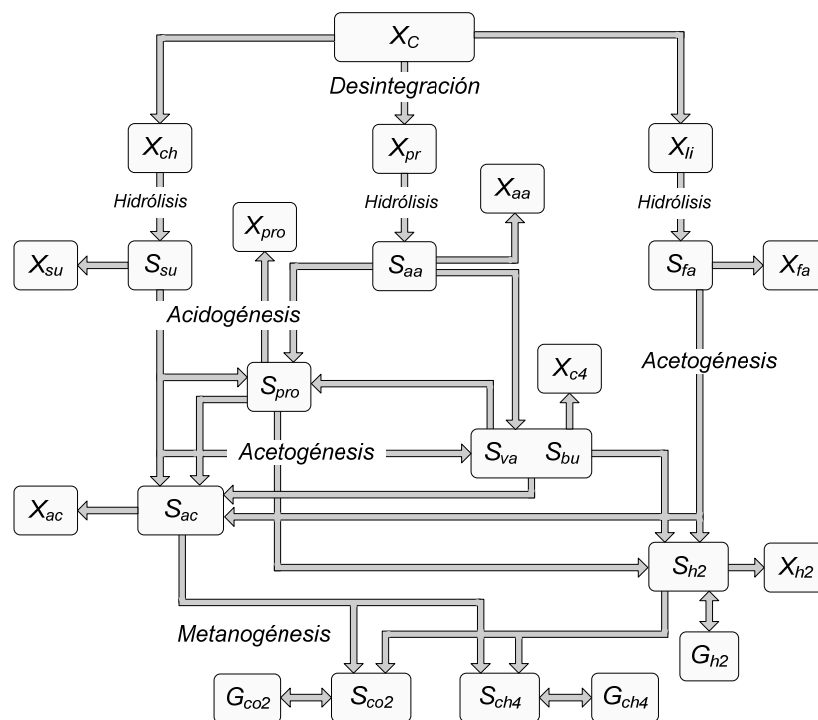 X_C
Desintegración
X_ch
X_pr
X_li
Hidrólisis
Hidrólisis
Hidrólisis
X_aa
X_pro
X_su
S_su
S_aa
S_fa
X_fa
Acidogénesis
Acetogénesis
S_pro
X_c4
Acetogénesis
S_va
S_bu
X_ac
S_ac
S_h2
X_h2
Metanogénesis
G_h2
G_co2
S_co2
S_ch4
G_ch4